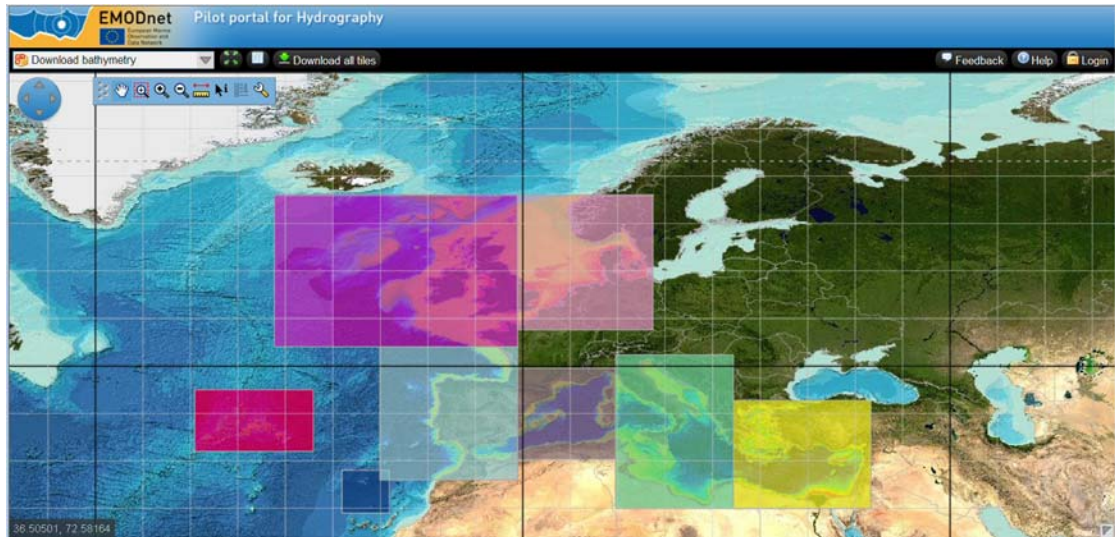 EMODnet
Pilot portal for Hydrography
European Marine
Observation and
Data Network
Download bathymetry
Download all tiles
Feedback
Help
Login
36.50501, 72.58164